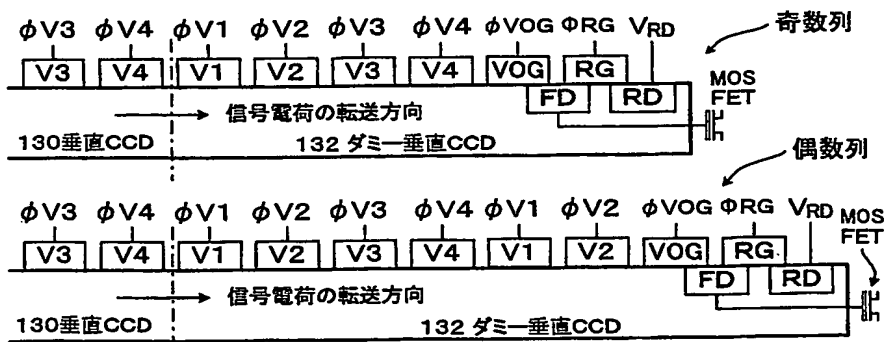 φV3 φV4 φV1 φV2 φV3 φV4 φVOG ΦRG VRD 奇数列
V3 V4 V1 V2 V3 V4 VOG RG MOS FET
FD RD
信号電荷の転送方向
130垂直CCD 132 ダミー垂直CCD
偶数列
φV3 φV4 φV1 φV2 φV3 φV4 φV1 φV2 φVOG ΦRG VRD MOS FET
V3 V4 V1 V2 V3 V4 V1 V2 VOG RG
FD RD
信号電荷の転送方向
130垂直CCD 132 ダミー垂直CCD